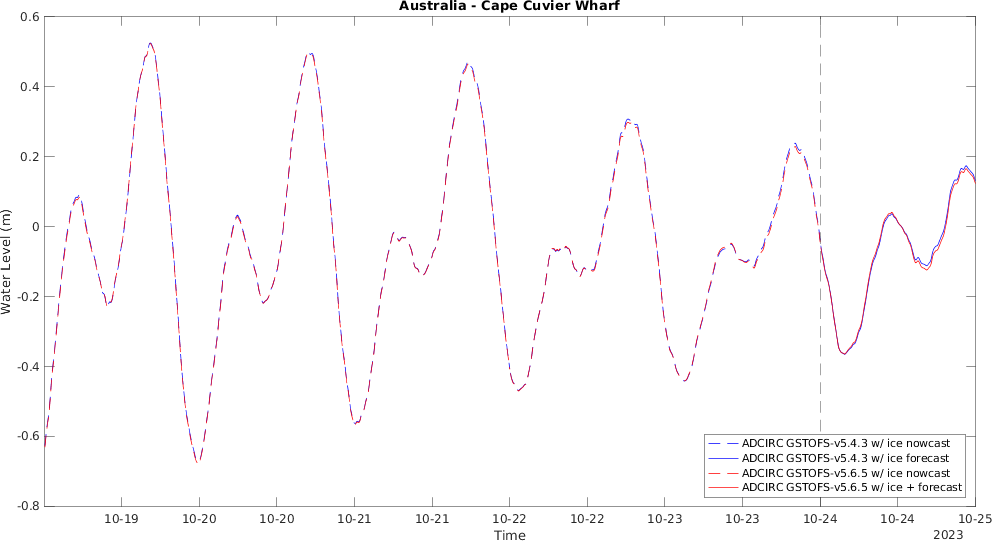 Australia - Cape Cuvier Wharf
0.6
0.4
0.2
0
-0.2
-0.4
-0.6
-0.8
Water Level (m)
ADCIRC GSTOFS-v5.4.3 w/ ice nowcast
ADCIRC GSTOFS-v5.4.3 w/ ice forecast
ADCIRC GSTOFS-v5.6.5 w/ ice nowcast
ADCIRC GSTOFS-v5.6.5 w/ ice + forecast
10-19 10-20 10-20 10-21 10-21 10-22 10-22 10-23 10-23 10-24 10-24 10-25
Time 2023